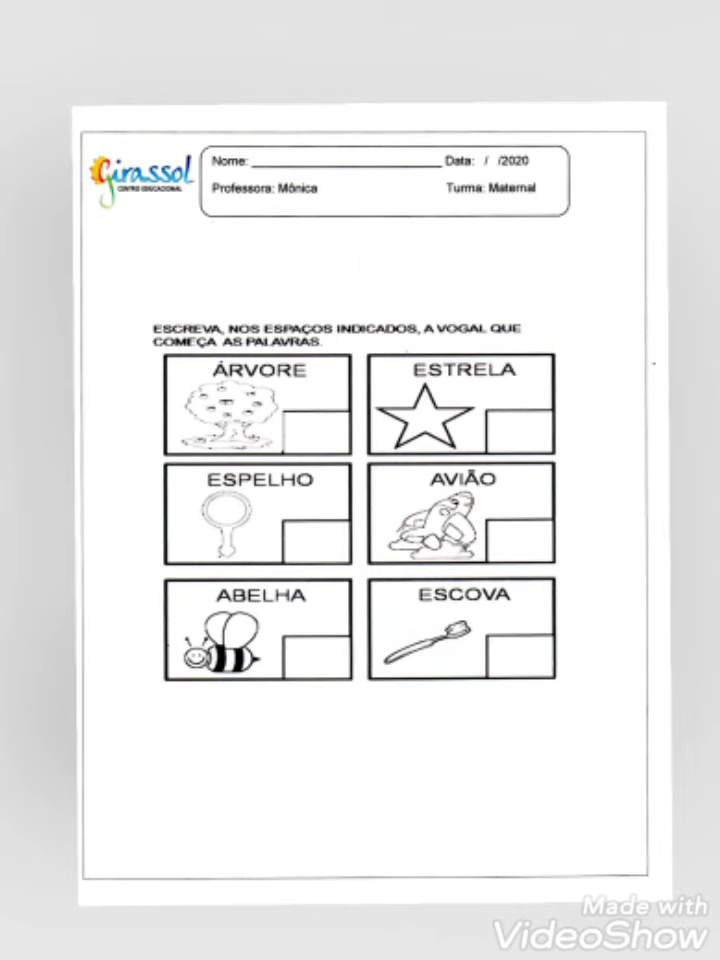 Girassol
CENTRO EDUCACIONAL
Nome: ____________________ Data: / /2020
Professora: Mônica Turma: Maternal
ESCREVA, NOS ESPAÇOS INDICADOS, A VOGAL QUE
COMEÇA AS PALAVRAS.
ÁRVORE ESTRELA
ESPELHO AVIÃO
ABELHA ESCOVA
Made with
VideoShow